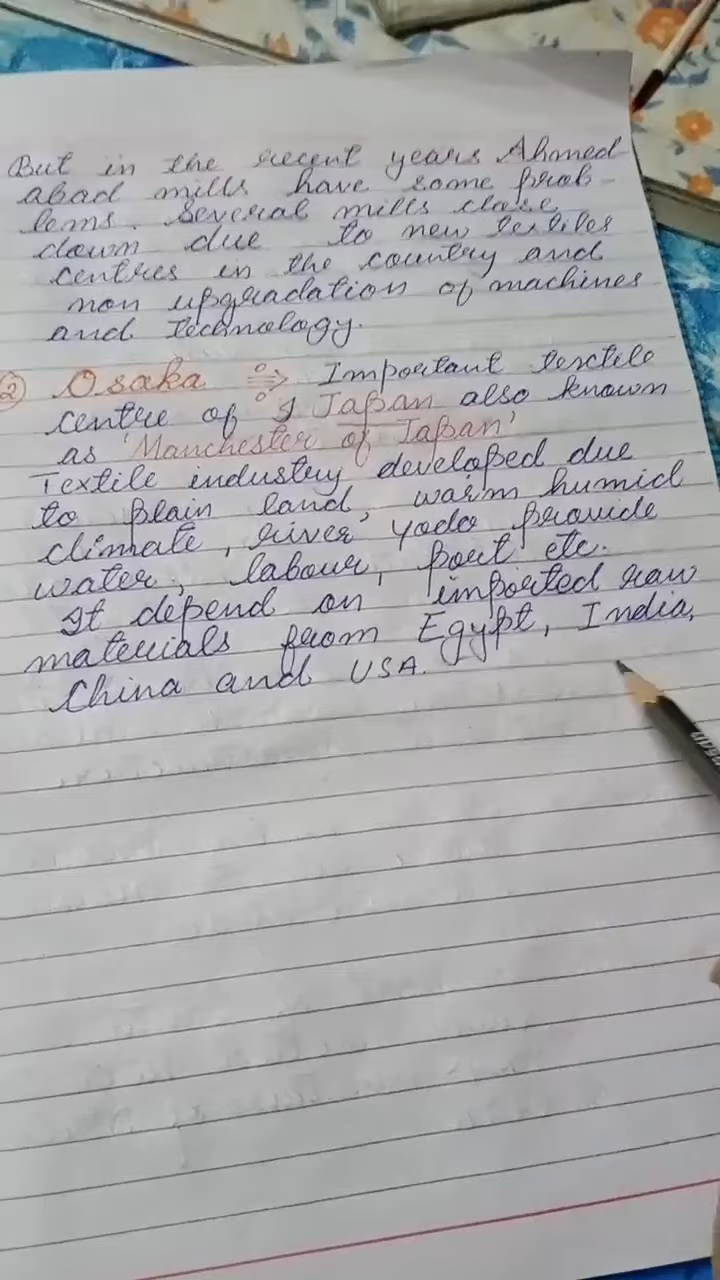 But in the recent years Ahmed
abad mills have some prob-
lems. Several mills close
down due to new textiles
centres in the country and
non upgradation of machines
and technology.
② Osaka ⇒ Important textile
centre of Japan also known
as 'Manchester of Japan'
Textile industry developed due
to plain land, warm humid
climate, river yodo provide
water, labour, port etc.
It depend on imported raw
materials from Egypt, India,
China and USA.